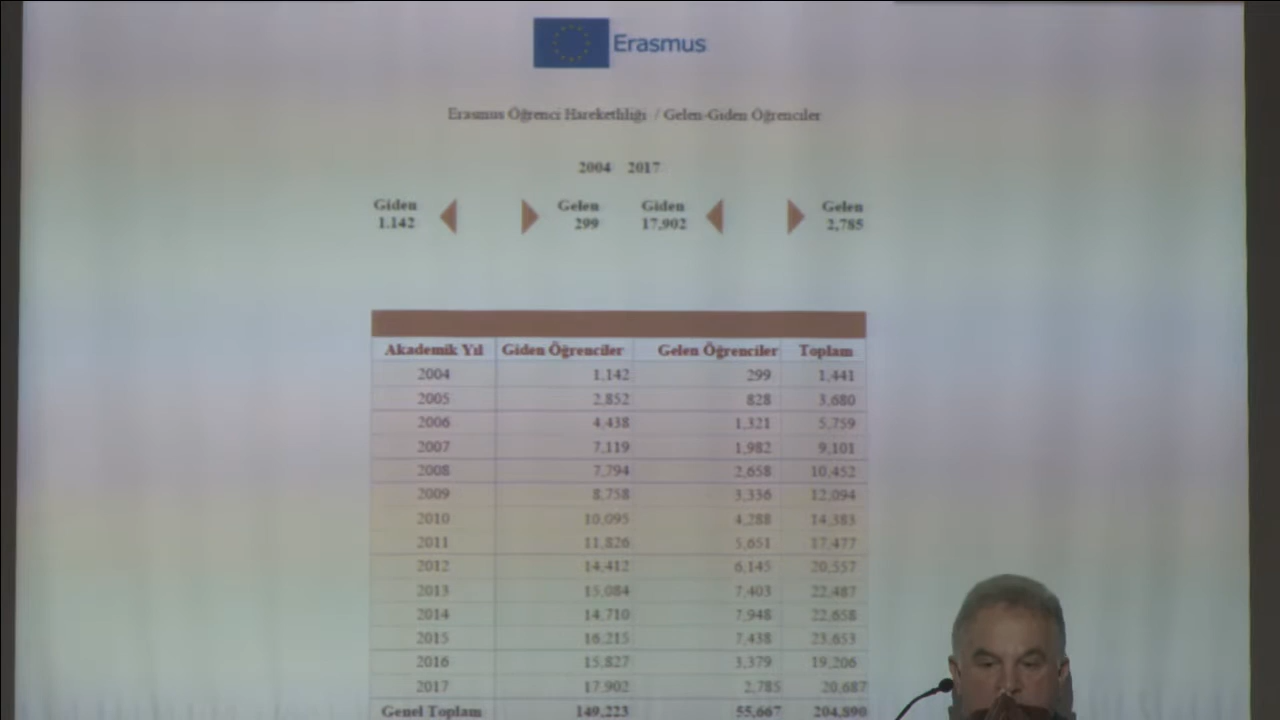 Erasmus
Erasmus Öğrenci Hareketliliği / Gelen-Giden Öğrenciler
2004 2017
Giden Gelen Giden Gelen
1.142 299 17,902 2,785
Akademik Yıl Giden Öğrenciler Gelen Öğrenciler Toplam
2004 1,142 299 1,441
2005 2,852 828 3,680
2006 4,438 1,321 5,759
2007 7,119 1,982 9,101
2008 7,794 2,658 10,452
2009 8,758 3,336 12,094
2010 10,095 4,288 14,383
2011 11,826 5,651 17,477
2012 14,412 6,145 20,557
2013 15,084 7,403 22,487
2014 14,710 7,948 22,658
2015 16,215 7,438 23,653
2016 15,827 3,379 19,206
2017 17,902 2,785 20,687
Genel Toplam 149,223 55,667 204,890